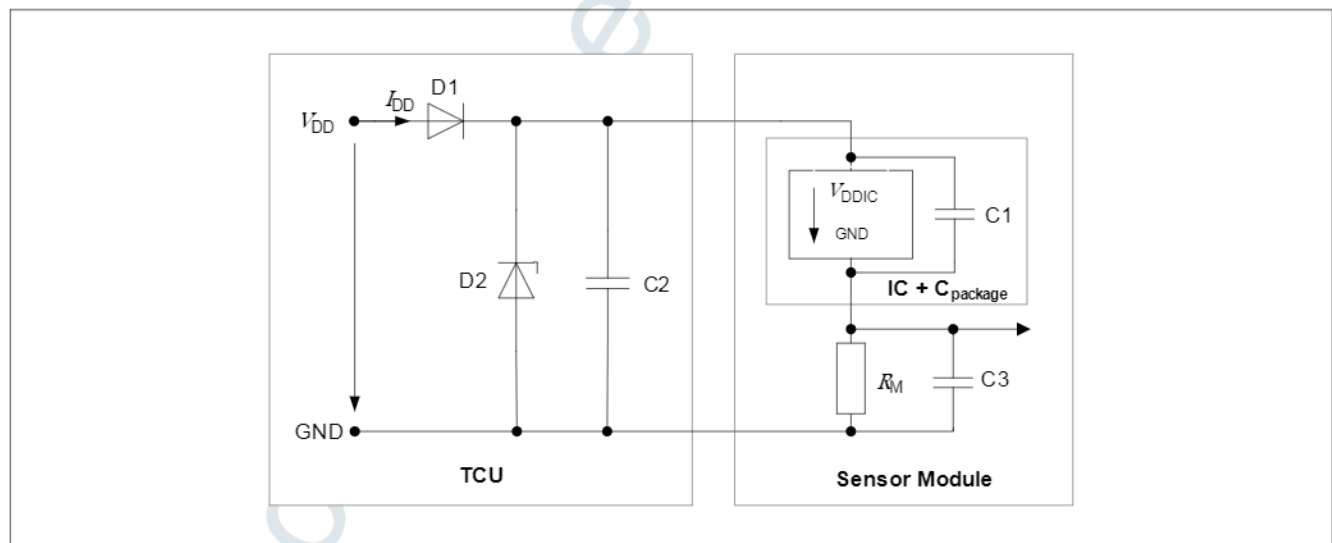 D1
I_DD
V_DD
V_DDIC
C1
GND
D2
C2
IC + C_package
R_M
C3
GND
TCU
Sensor Module